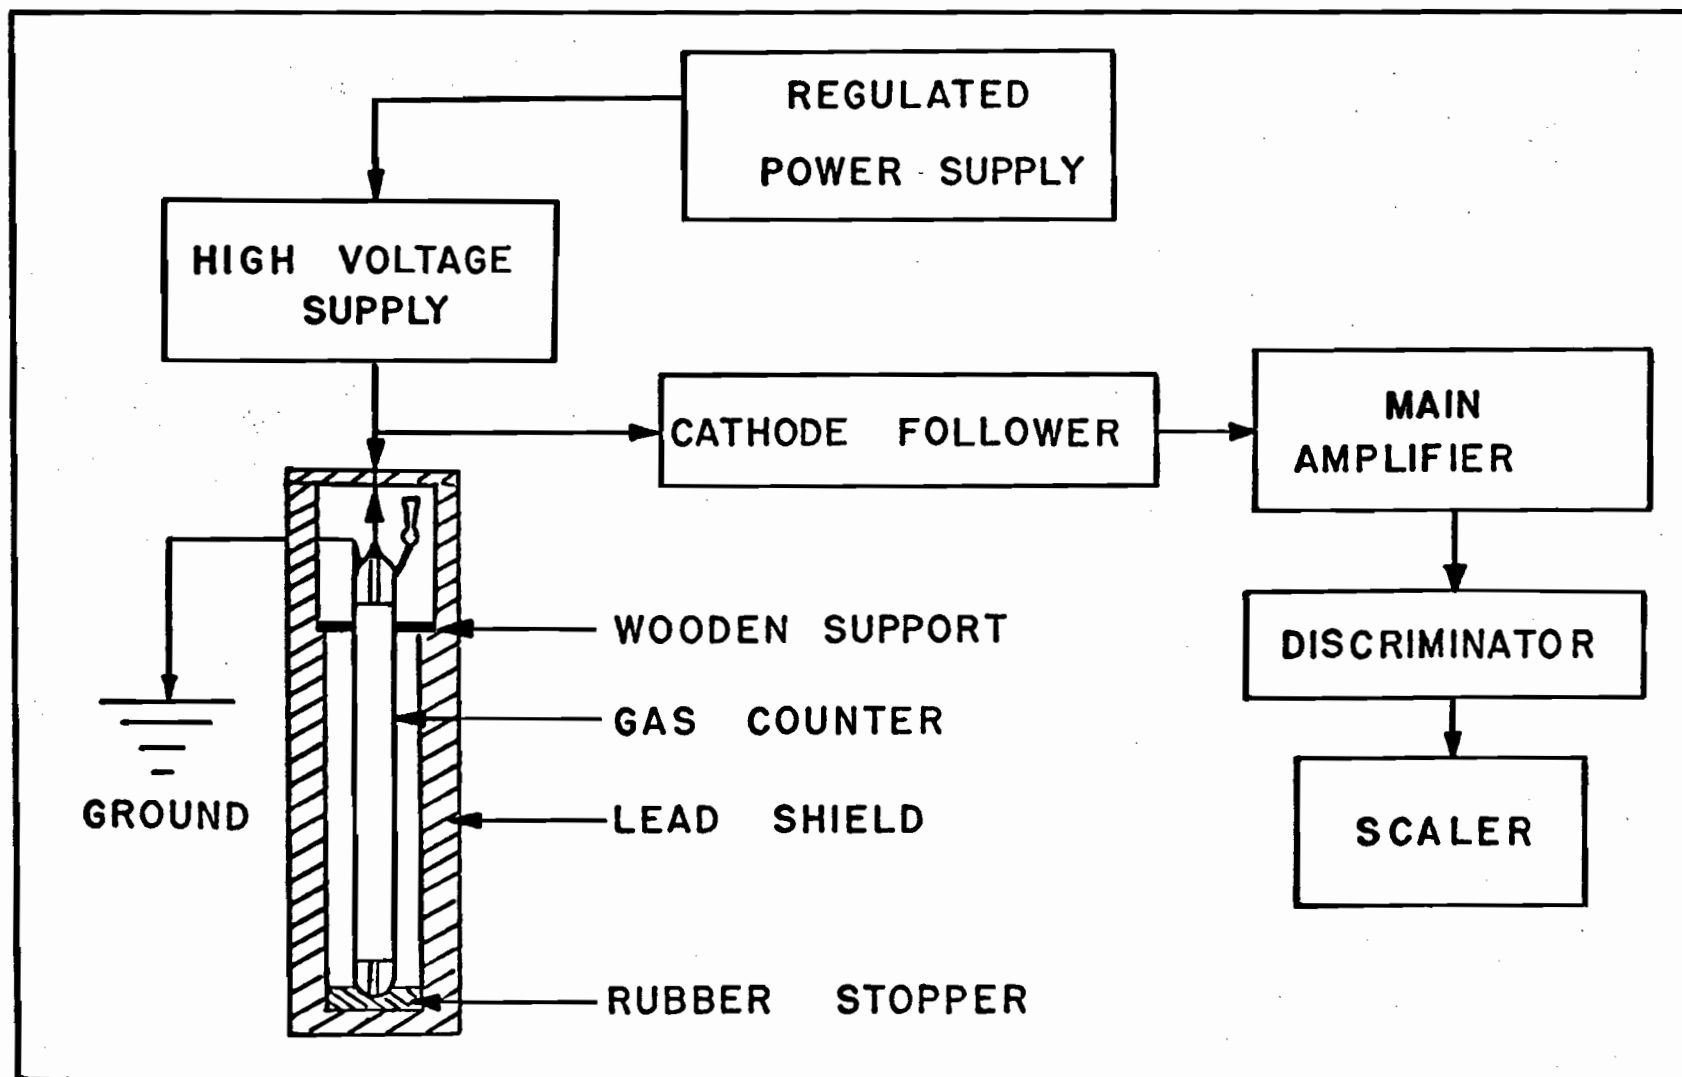 REGULATED
POWER SUPPLY
HIGH VOLTAGE
SUPPLY
CATHODE FOLLOWER
MAIN
AMPLIFIER
DISCRIMINATOR
SCALER
WOODEN SUPPORT
GAS COUNTER
GROUND
LEAD SHIELD
RUBBER STOPPER